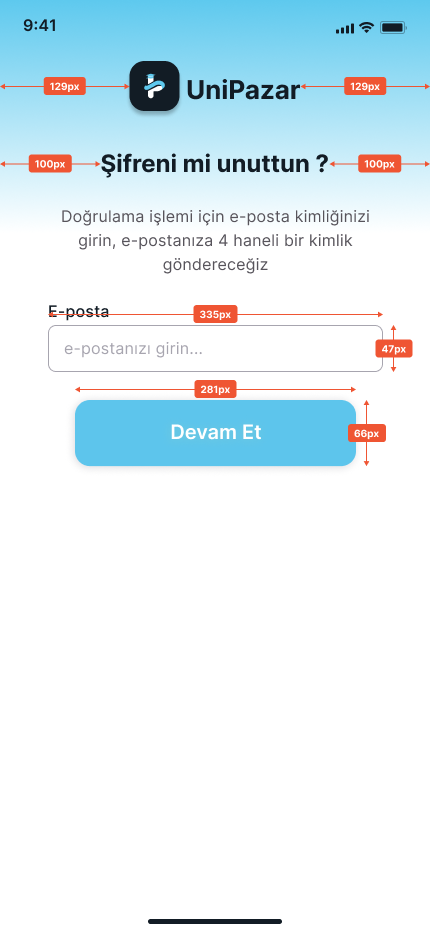 9:41
129px
UniPazar
129px
100px
Şifreni mi unuttun ?
100px
Doğrulama işlemi için e-posta kimliğinizi
girin, e-postanıza 4 haneli bir kimlik
göndereceğiz
E-posta
335px
e-postanızı girin...
47px
281px
Devam Et
66px